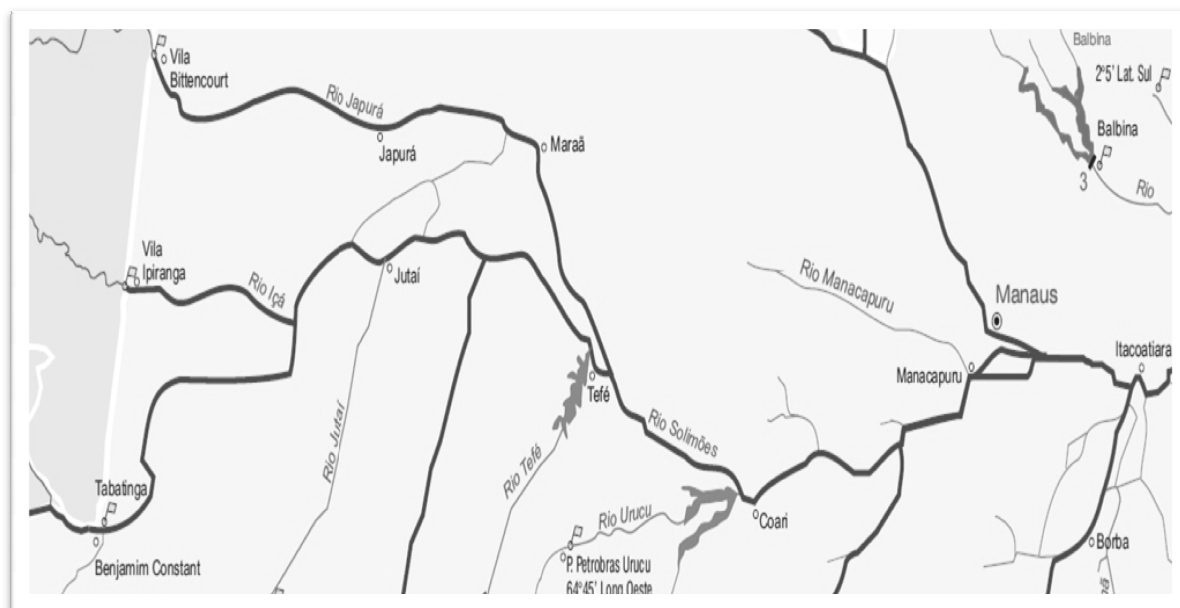 Vila
Bittencourt
Rio Japurá
Japurá
Maraã
Balbina
2°5' Lat. Sul
Balbina
3
Rio
Vila
Ipiranga
Rio Içá
Jutaí
Rio Manacapuru
Manaus
Manacapuru
Itacoatiara
Tefé
Rio Solimões
Rio Jutaí
Rio Tefé
Tabatinga
Benjamim Constant
Rio Urucu
Coari
P. Petrobras Urucu
64°45' Long Oeste
Borba